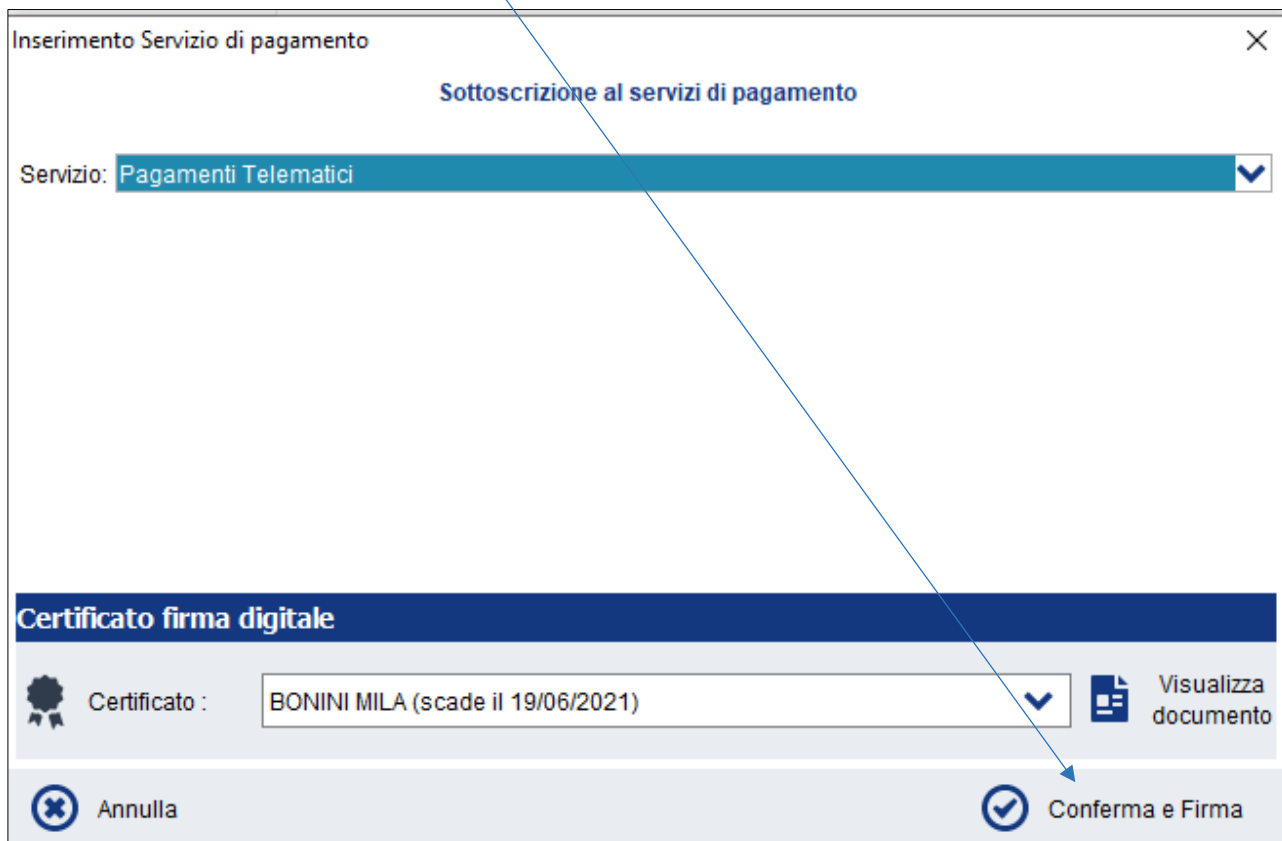 Inserimento Servizio di pagamento
Sottoscrizione al servizi di pagamento
Servizio: Pagamenti Telematici
Certificato firma digitale
Certificato : BONINI MILA (scade il 19/06/2021) Visualizza documento
Annulla Conferma e Firma